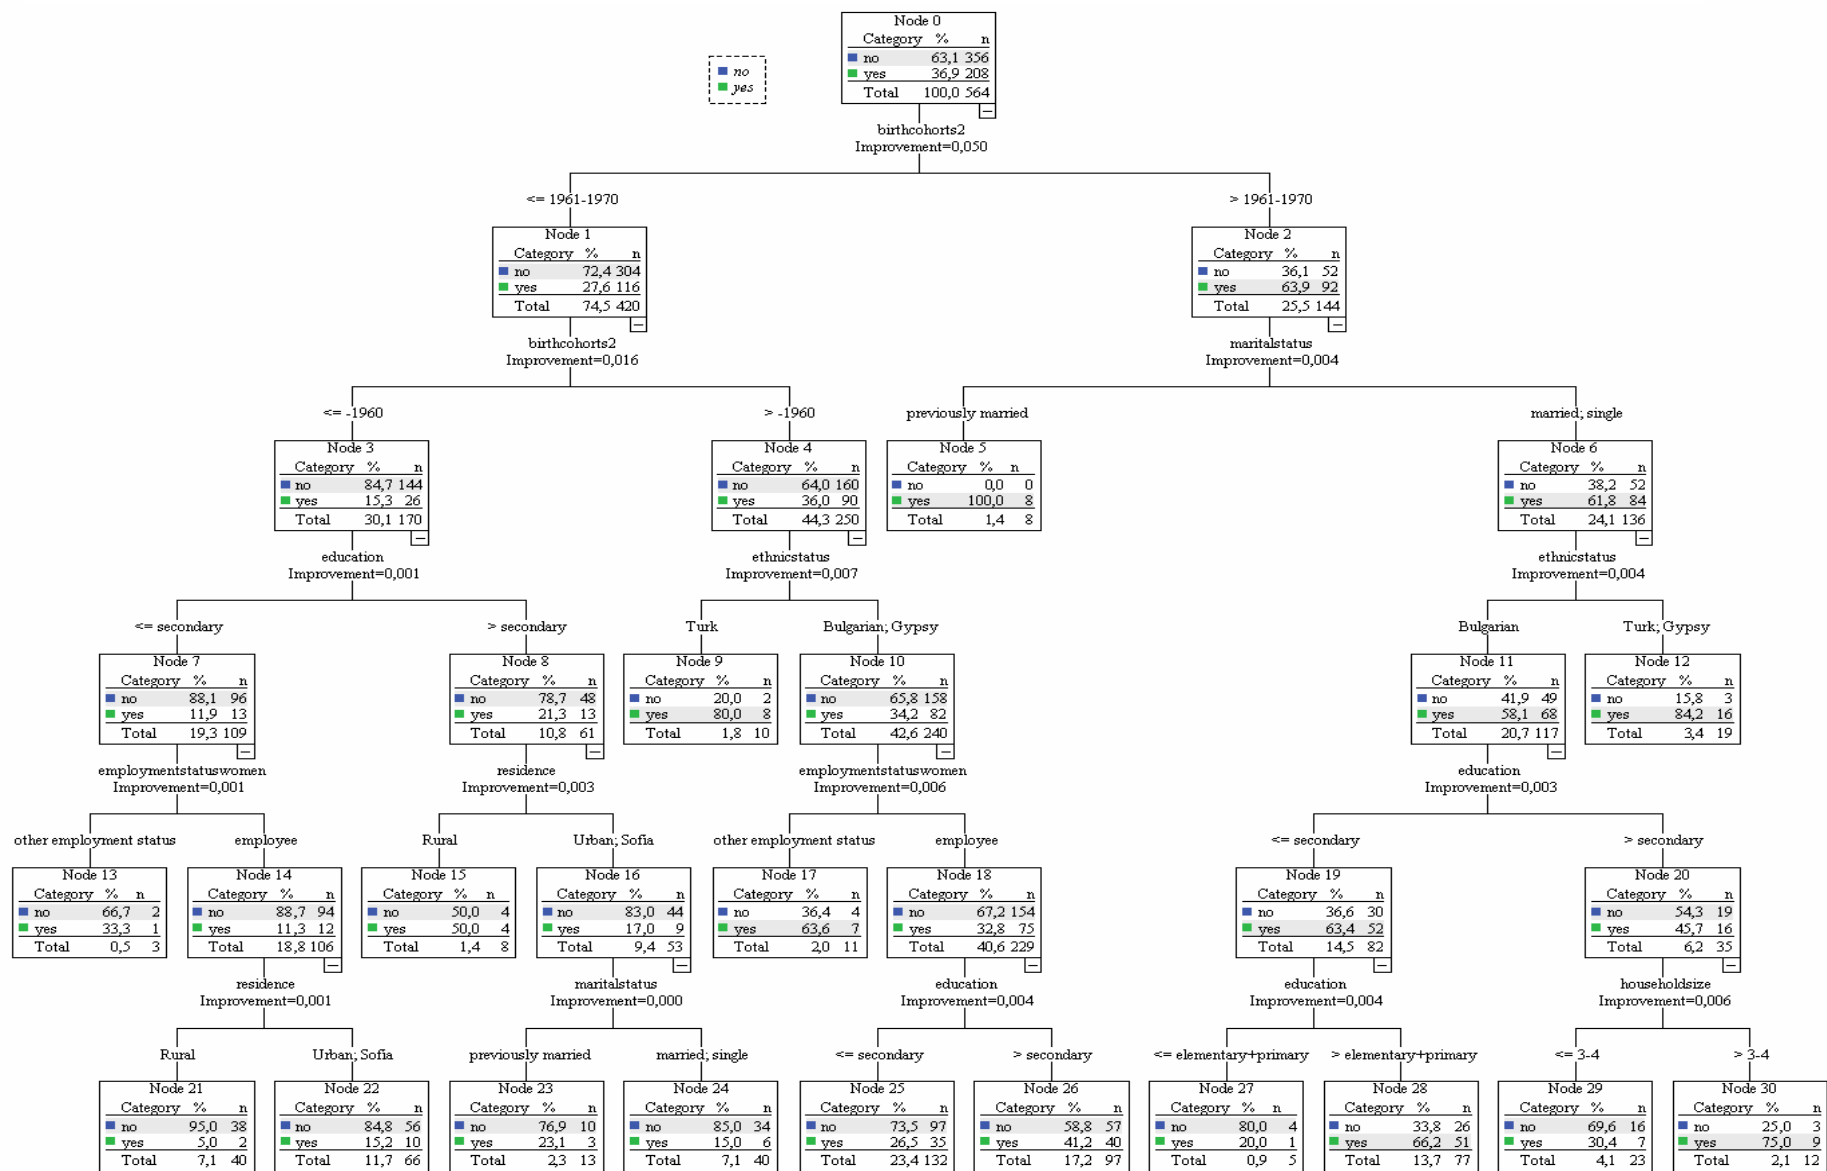 Node 0
Category % n
no 63,1 356
yes 36,9 208
Total 100,0 564
no
yes
birthcohorts2
Improvement=0,050
<= 1961-1970
> 1961-1970
Node 1
Category % n
no 72,4 304
yes 27,6 116
Total 74,5 420
Node 2
Category % n
no 36,1 52
yes 63,9 92
Total 25,5 144
birthcohorts2
Improvement=0,016
maritalstatus
Improvement=0,004
<= -1960
> -1960
previously married
married; single
Node 3
Category % n
no 84,7 144
yes 15,3 26
Total 30,1 170
Node 4
Category % n
no 64,0 160
yes 36,0 90
Total 44,3 250
Node 5
Category % n
no 0,0 0
yes 100,0 8
Total 1,4 8
Node 6
Category % n
no 38,2 52
yes 61,8 84
Total 24,1 136
education
Improvement=0,001
ethnicstatus
Improvement=0,007
ethnicstatus
Improvement=0,004
<= secondary
> secondary
Turk
Bulgarian; Gypsy
Bulgarian
Turk; Gypsy
Node 7
Category % n
no 88,1 96
yes 11,9 13
Total 19,3 109
Node 8
Category % n
no 78,7 48
yes 21,3 13
Total 10,8 61
Node 9
Category % n
no 20,0 2
yes 80,0 8
Total 1,8 10
Node 10
Category % n
no 65,8 158
yes 34,2 82
Total 42,6 240
Node 11
Category % n
no 41,9 49
yes 58,1 68
Total 20,7 117
Node 12
Category % n
no 15,8 3
yes 84,2 16
Total 3,4 19
employmentstatuswomen
Improvement=0,001
residence
Improvement=0,003
employmentstatuswomen
Improvement=0,006
education
Improvement=0,003
other employment status
employee
Rural
Urban; Sofia
other employment status
employee
<= secondary
> secondary
Node 13
Category % n
no 66,7 2
yes 33,3 1
Total 0,5 3
Node 14
Category % n
no 88,7 94
yes 11,3 12
Total 18,8 106
Node 15
Category % n
no 50,0 4
yes 50,0 4
Total 1,4 8
Node 16
Category % n
no 83,0 44
yes 17,0 9
Total 9,4 53
Node 17
Category % n
no 36,4 4
yes 63,6 7
Total 2,0 11
Node 18
Category % n
no 67,2 154
yes 32,8 75
Total 40,6 229
Node 19
Category % n
no 36,6 30
yes 63,4 52
Total 14,5 82
Node 20
Category % n
no 54,3 19
yes 45,7 16
Total 6,2 35
residence
Improvement=0,001
maritalstatus
Improvement=0,000
education
Improvement=0,004
education
Improvement=0,004
householdsize
Improvement=0,006
Rural
Urban; Sofia
previously married
married; single
<= secondary
> secondary
<= elementary+primary
> elementary+primary
<= 3-4
> 3-4
Node 21
Category % n
no 95,0 38
yes 5,0 2
Total 7,1 40
Node 22
Category % n
no 84,8 56
yes 15,2 10
Total 11,7 66
Node 23
Category % n
no 76,9 10
yes 23,1 3
Total 2,3 13
Node 24
Category % n
no 85,0 34
yes 15,0 6
Total 7,1 40
Node 25
Category % n
no 73,5 97
yes 26,5 35
Total 23,4 132
Node 26
Category % n
no 58,8 57
yes 41,2 40
Total 17,2 97
Node 27
Category % n
no 80,0 4
yes 20,0 1
Total 0,9 5
Node 28
Category % n
no 33,8 26
yes 66,2 51
Total 13,7 77
Node 29
Category % n
no 69,6 16
yes 30,4 7
Total 4,1 23
Node 30
Category % n
no 25,0 3
yes 75,0 9
Total 2,1 12